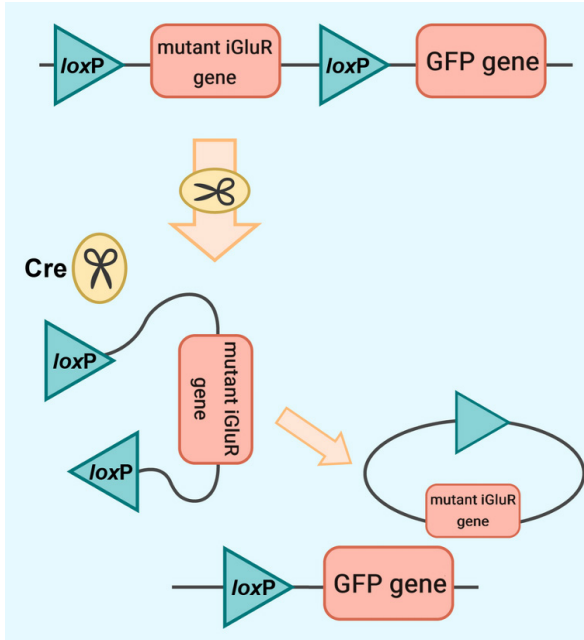 loxP
mutant iGluR
gene
loxP
GFP gene
Cre
loxP
mutant iGluR
gene
loxP
mutant iGluR
gene
loxP
GFP gene